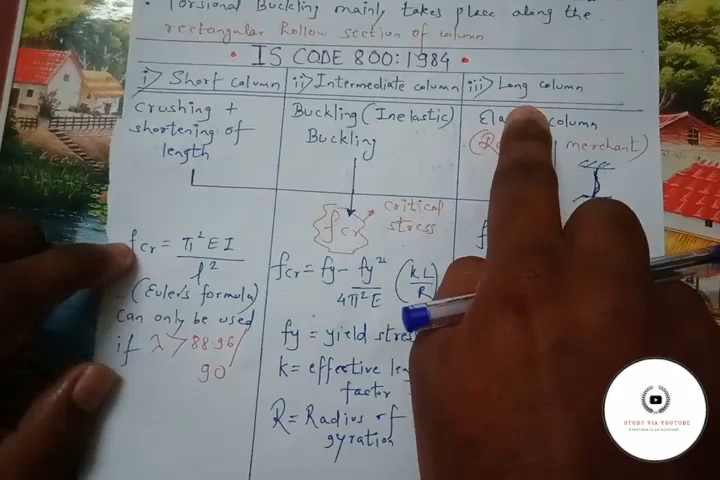 Torsional Buckling mainly takes place along the
rectangular hollow section of column
IS CODE 800:1984
i) Short column
Crushing +
shortening of
length
fcr = π²EI
l²
(Euler's formula)
Can only be used
if λ > 88.96
90
ii) Intermediate column
Buckling (Inelastic)
Buckling
fcr
critical
stress
fcr = fy - fy²
4π²E
(KL
R
fy = yield stress
K = effective
factor
R = Radius of
gyration
iii) Long column
column
merchant)
STUDY VIA YOUTUBE